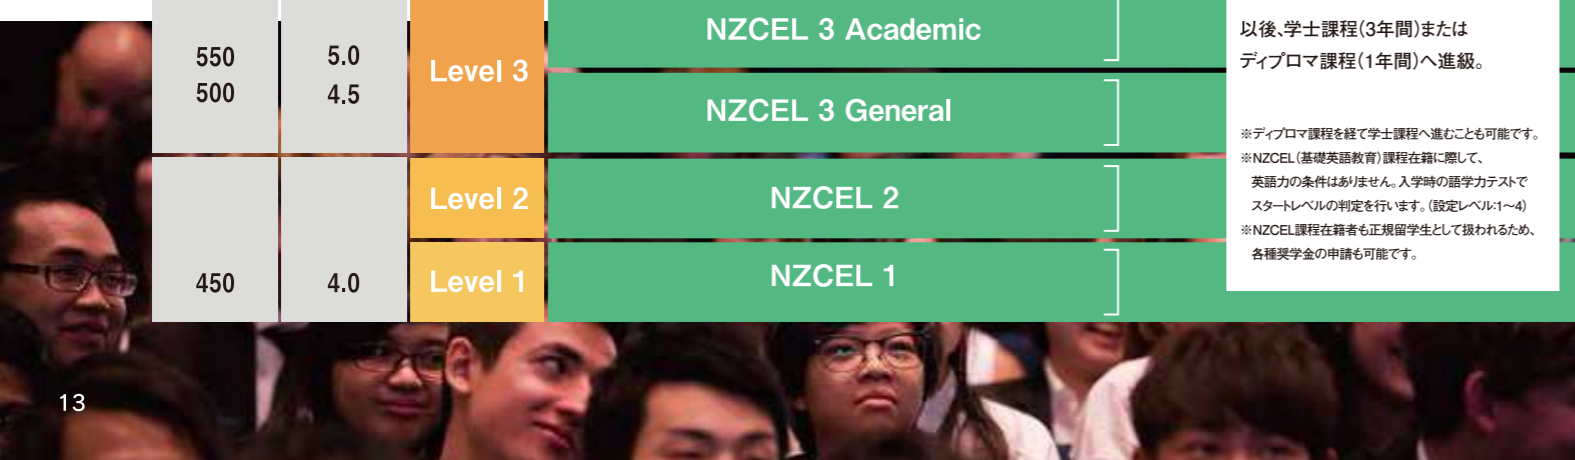 550
500
5.0
4.5
Level 3
NZCEL 3 Academic
NZCEL 3 General
Level 2
NZCEL 2
450
4.0
Level 1
NZCEL 1
以後、学士課程(3年間)または
ディプロマ課程(1年間)へ進級。
※ディプロマ課程を経て学士課程へ進むことも可能です。
※NZCEL(基礎英語教育)課程在籍に際して、
英語力の条件はありません。入学時の語学力テストで
スタートレベルの判定を行います。(設定レベル:1〜4)
※NZCEL課程在籍者も正規留学生として扱われるため、
各種奨学金の申請も可能です。
13